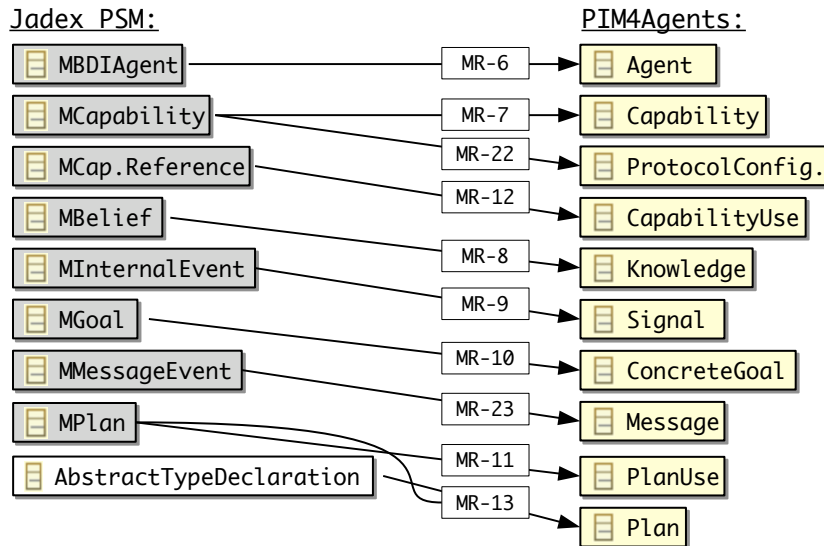 Jadex PSM: PIM4Agents:
MBDIAgent MR-6 Agent
MCapability MR-7 Capability
MR-22 ProtocolConfig.
MCap.Reference MR-12 CapabilityUse
MBelief MR-8 Knowledge
MInternalEvent MR-9 Signal
MGoal MR-10 ConcreteGoal
MMessageEvent MR-23 Message
MPlan MR-11 PlanUse
AbstractTypeDeclaration MR-13 Plan